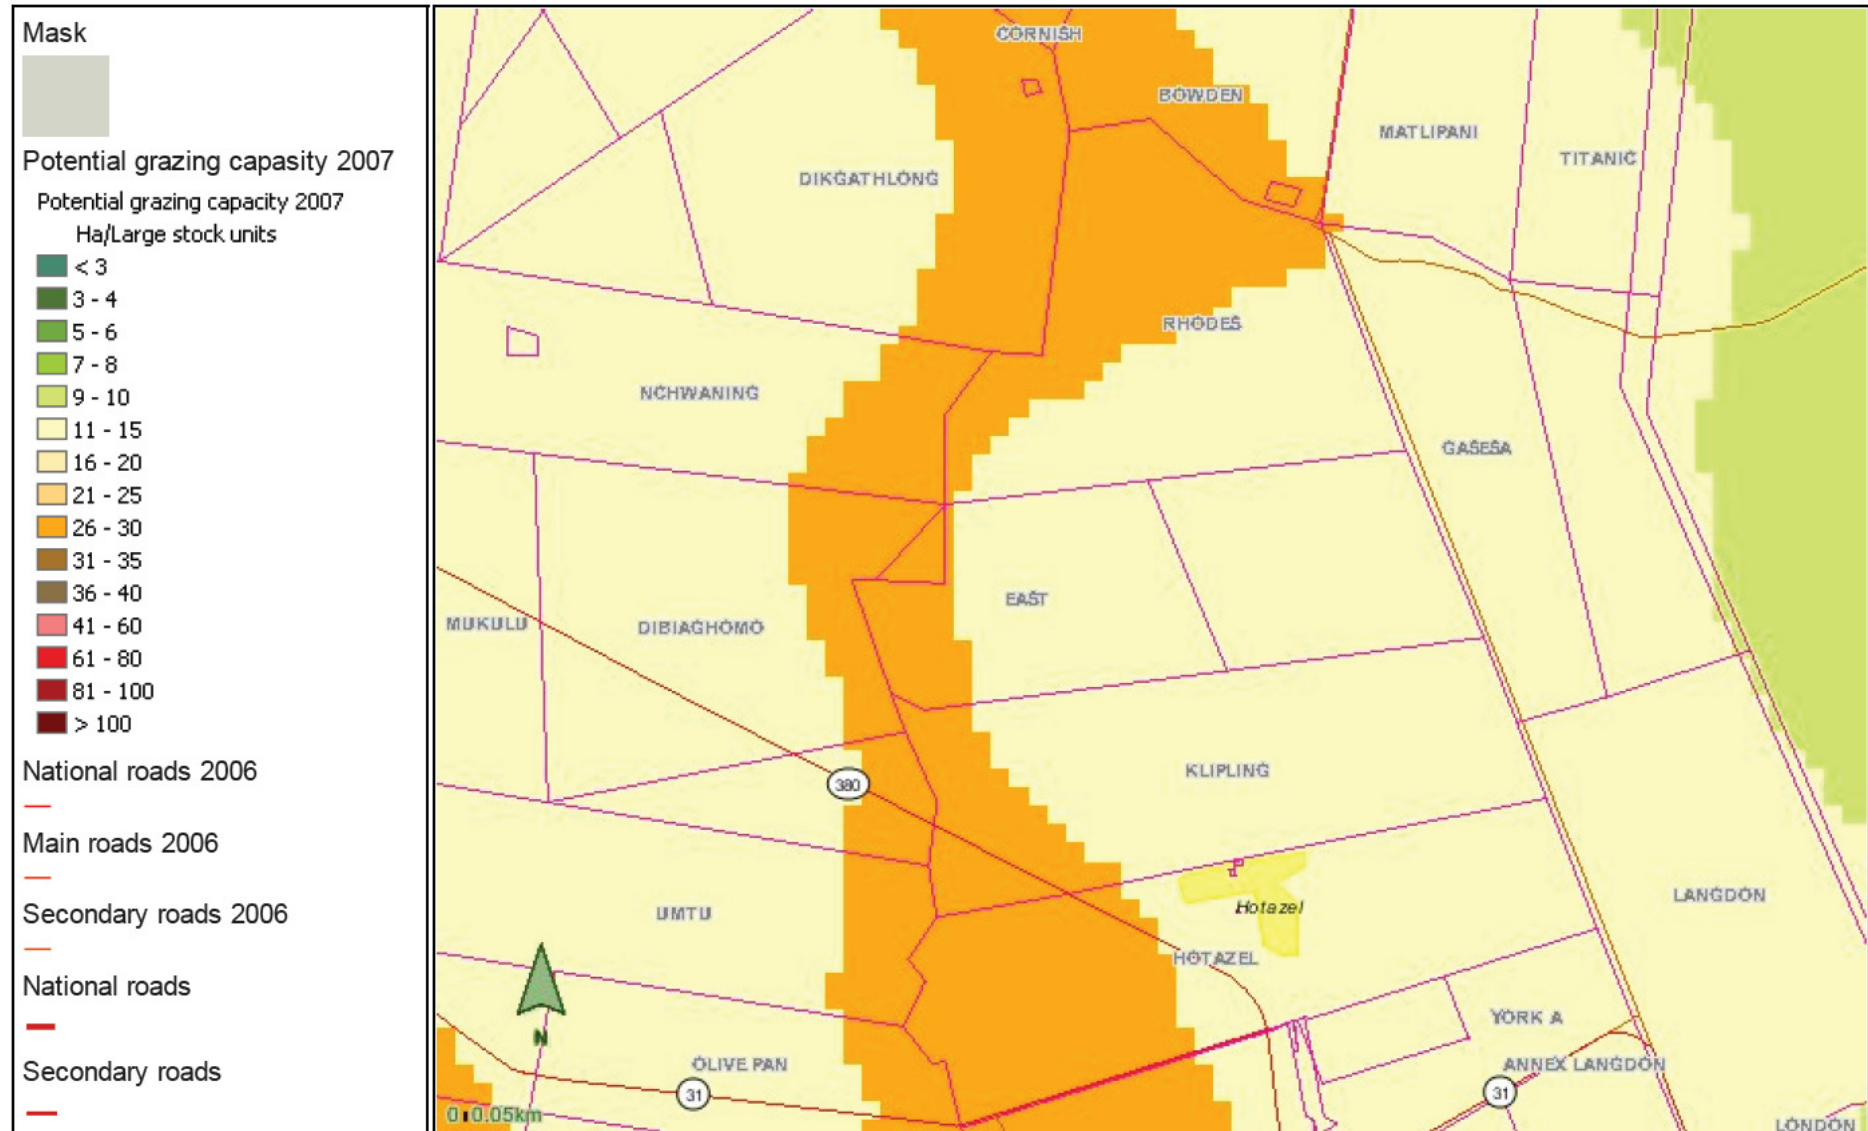 Mask
Potential grazing capasity 2007
Potential grazing capacity 2007
Ha/Large stock units
< 3
3 - 4
5 - 6
7 - 8
9 - 10
11 - 15
16 - 20
21 - 25
26 - 30
31 - 35
36 - 40
41 - 60
61 - 80
81 - 100
> 100
National roads 2006
Main roads 2006
Secondary roads 2006
National roads
Secondary roads
CORNISH
BOWDEN
MATLIPANI
TITANIC
DIKGATHLONG
RHODES
NCHWANING
GASESA
EAST
MUKULU
DIBIAGHOMO
KLIPLING
380
LANGDON
UMTU
Hotazel
HOTAZEL
YORK A
N
OLIVE PAN
ANNEX LANGDON
31
31
0 0.05km
LONDON